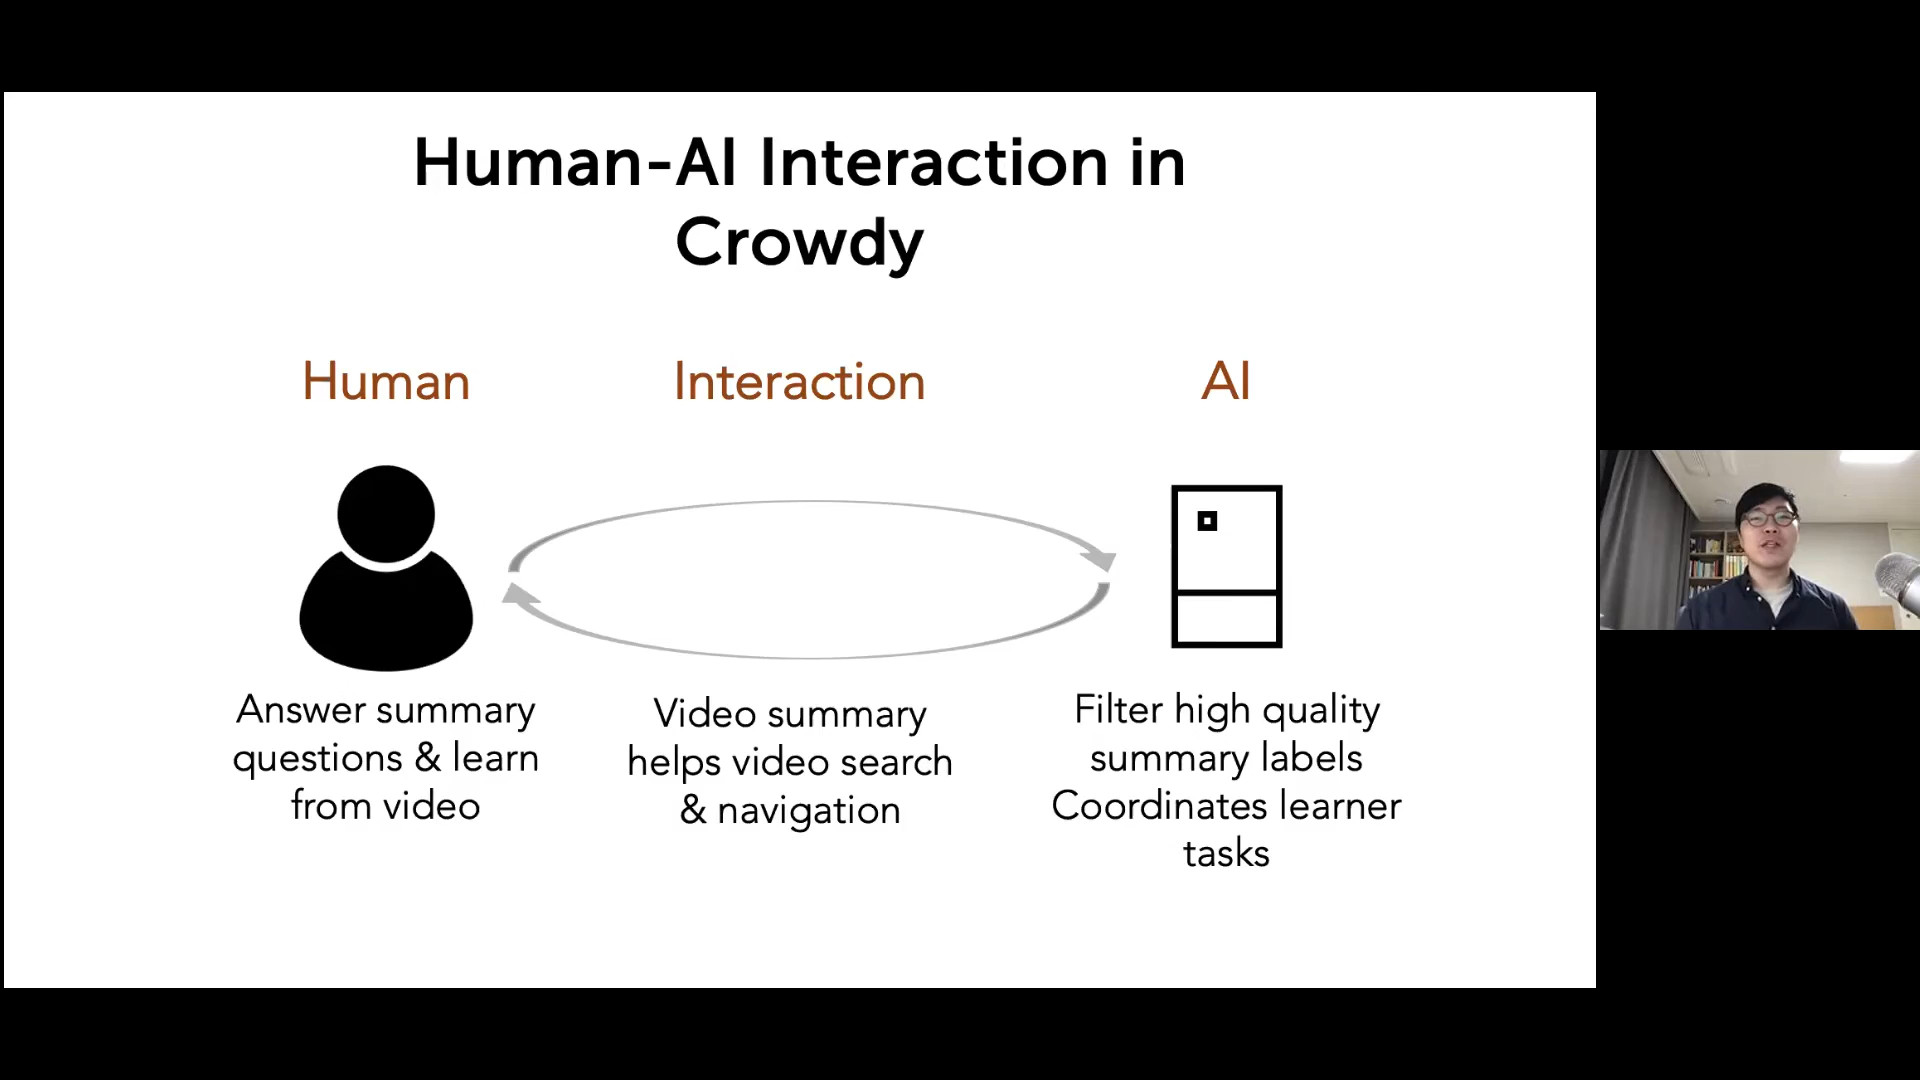 Human-AI Interaction in
Crowdy
Human
Interaction
AI
Answer summary
questions & learn
from video
Video summary
helps video search
& navigation
Filter high quality
summary labels
Coordinates learner
tasks